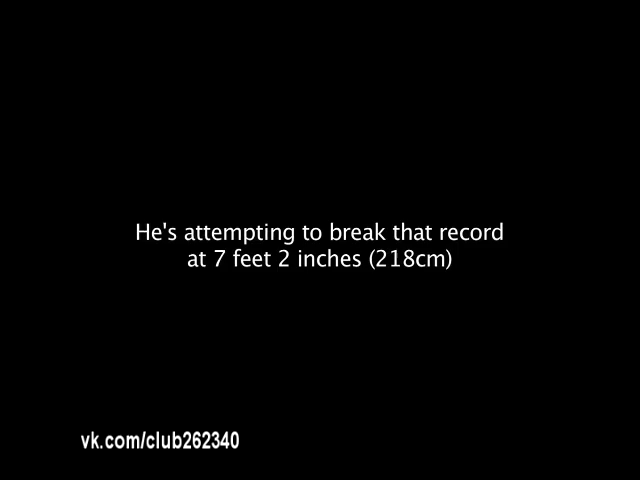 He's attempting to break that record
at 7 feet 2 inches (218cm)
vk.com/club262340